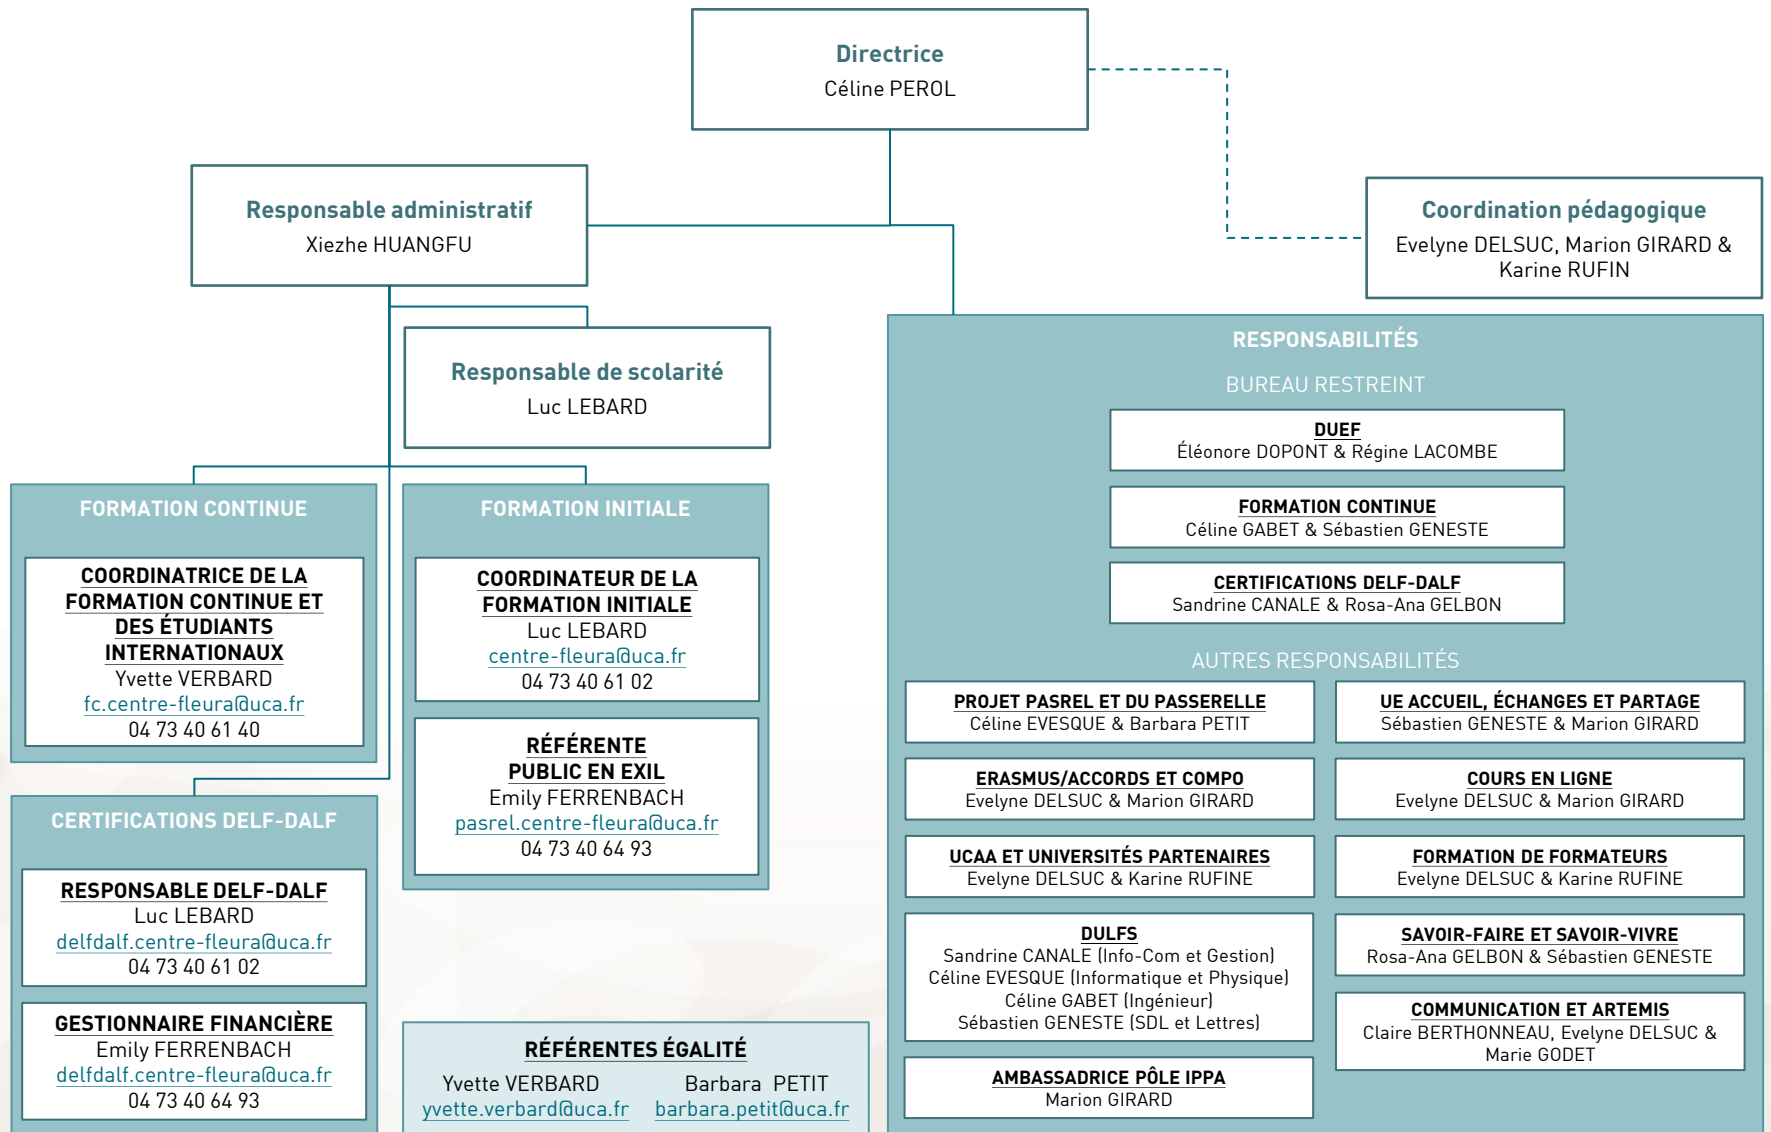 Directrice
Céline PEROL
Responsable administratif
Xiezhe HUANGFU
Coordination pédagogique
Evelyne DELSUC, Marion GIRARD &
Karine RUFIN
Responsable de scolarité
Luc LEBARD
FORMATION CONTINUE
COORDINATRICE DE LA
FORMATION CONTINUE ET
DES ÉTUDIANTS
INTERNATIONAUX
Yvette VERBARD
fc.centre-fleura@uca.fr
04 73 40 61 40
FORMATION INITIALE
COORDINATEUR DE LA
FORMATION INITIALE
Luc LEBARD
centre-fleura@uca.fr
04 73 40 61 02
RÉFÉRENTE
PUBLIC EN EXIL
Emily FERRENBACH
pasrel.centre-fleura@uca.fr
04 73 40 64 93
CERTIFICATIONS DELF-DALF
RESPONSABLE DELF-DALF
Luc LEBARD
delfdalf.centre-fleura@uca.fr
04 73 40 61 02
GESTIONNAIRE FINANCIÈRE
Emily FERRENBACH
delfdalf.centre-fleura@uca.fr
04 73 40 64 93
RÉFÉRENTES ÉGALITÉ
Yvette VERBARD
yvette.verbard@uca.fr
Barbara PETIT
barbara.petit@uca.fr
RESPONSABILITÉS
BUREAU RESTREINT
DUEF
Éléonore DOPONT & Régine LACOMBE
FORMATION CONTINUE
Céline GABET & Sébastien GENESTE
CERTIFICATIONS DELF-DALF
Sandrine CANALE & Rosa-Ana GELBON
AUTRES RESPONSABILITÉS
PROJET PASREL ET DU PASSERELLE
Céline EVESQUE & Barbara PETIT
UE ACCUEIL, ÉCHANGES ET PARTAGE
Sébastien GENESTE & Marion GIRARD
ERASMUS/ACCORDS ET COMPO
Evelyne DELSUC & Marion GIRARD
COURS EN LIGNE
Evelyne DELSUC & Marion GIRARD
UCAA ET UNIVERSITÉS PARTENAIRES
Evelyne DELSUC & Karine RUFINE
FORMATION DE FORMATEURS
Evelyne DELSUC & Karine RUFINE
DULFS
Sandrine CANALE (Info-Com et Gestion)
Céline EVESQUE (Informatique et Physique)
Céline GABET (Ingénieur)
Sébastien GENESTE (SDL et Lettres)
SAVOIR-FAIRE ET SAVOIR-VIVRE
Rosa-Ana GELBON & Sébastien GENESTE
COMMUNICATION ET ARTEMIS
Claire BERTHONNEAU, Evelyne DELSUC &
Marie GODET
AMBASSADRICE PÔLE IPPA
Marion GIRARD